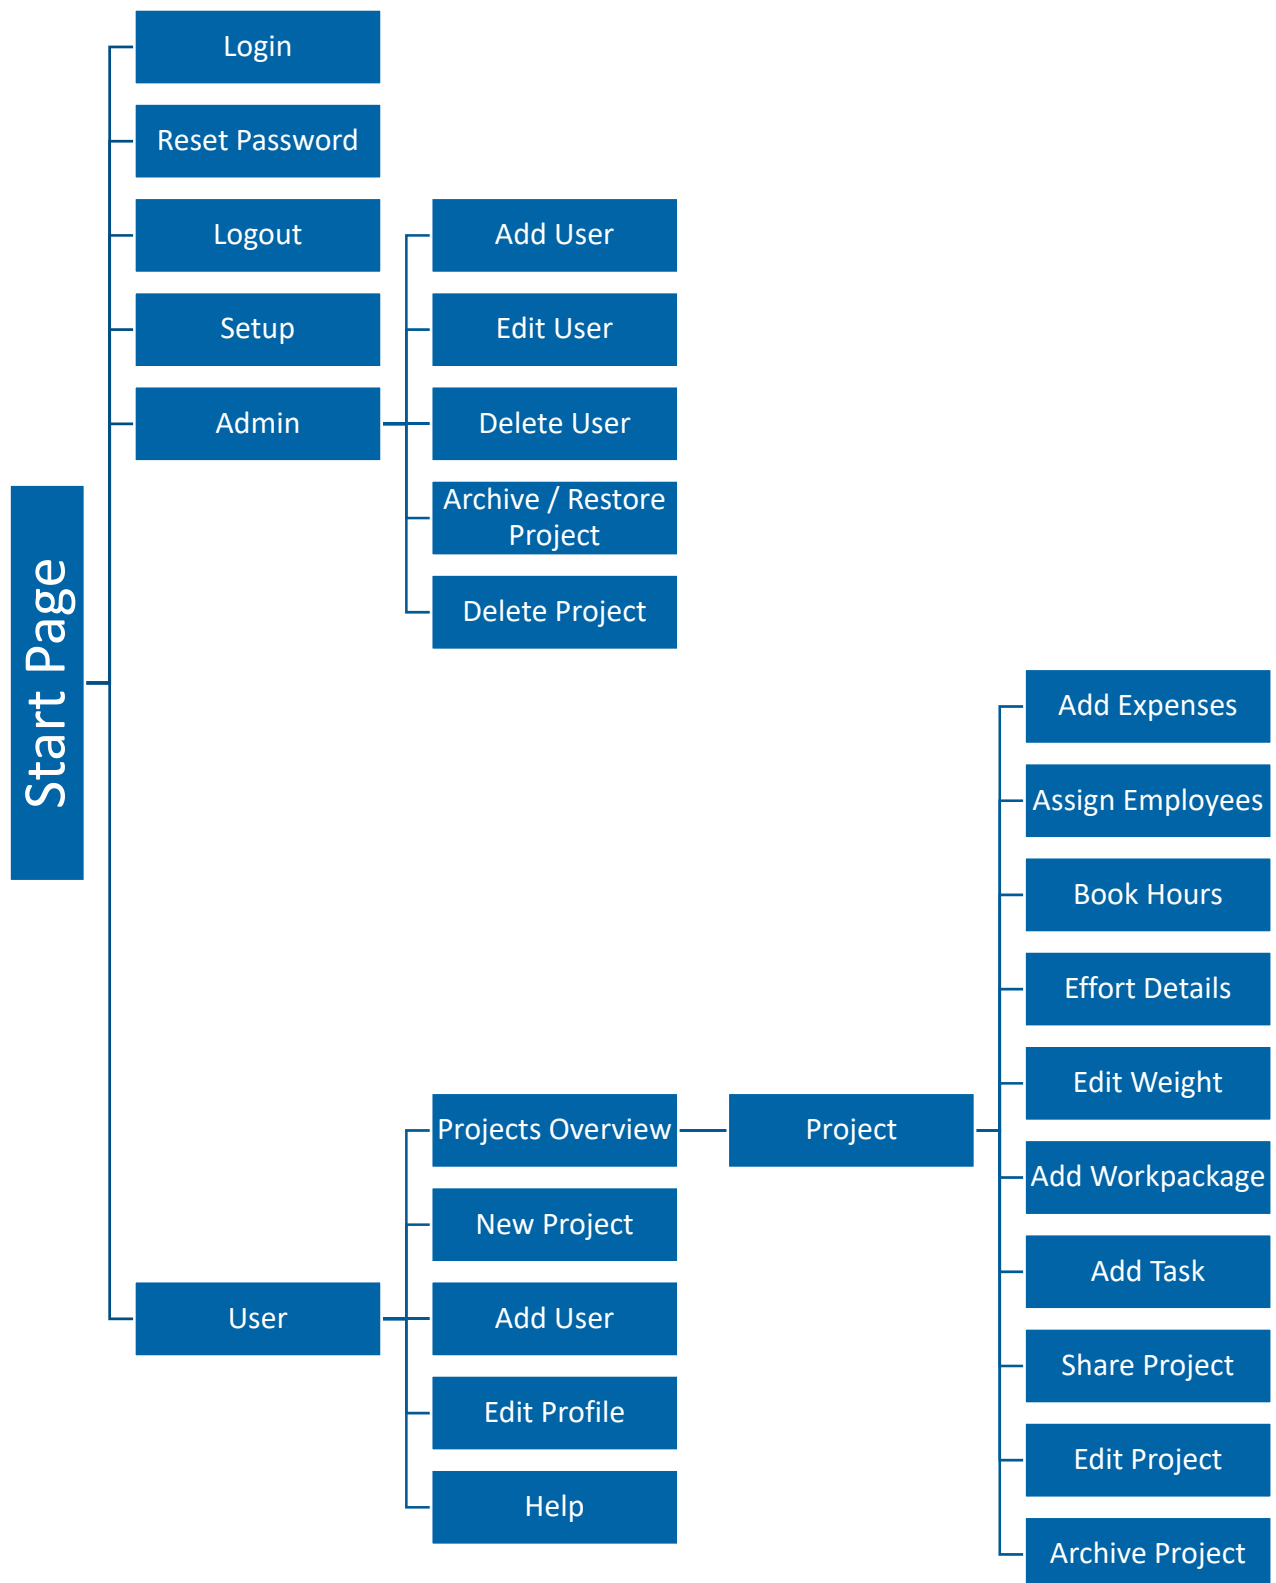 Start Page
Login
Reset Password
Logout
Setup
Admin
Add User
Edit User
Delete User
Archive / Restore
Project
Delete Project
User
Projects Overview
New Project
Add User
Edit Profile
Help
Project
Add Expenses
Assign Employees
Book Hours
Effort Details
Edit Weight
Add Workpackage
Add Task
Share Project
Edit Project
Archive Project